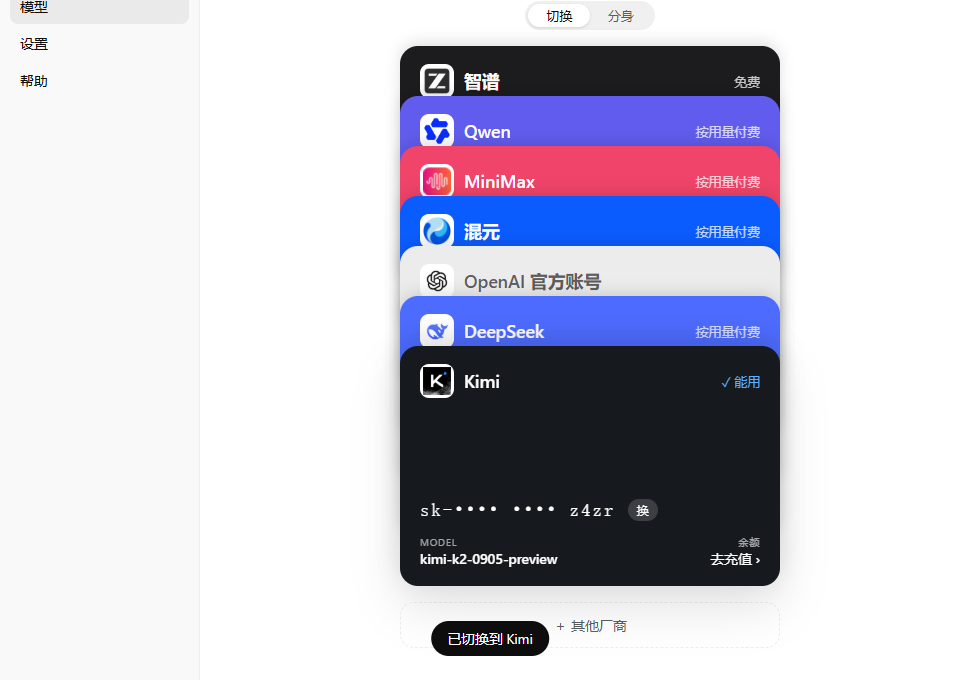 模型
设置
帮助
切换 分身
智谱 免费
Qwen 按用量付费
MiniMax 按用量付费
混元 按用量付费
OpenAI 官方账号
DeepSeek 按用量付费
Kimi ✓ 能用
sk-•••• •••• z4zr 换
MODEL 余额
kimi-k2-0905-preview 去充值 ›
+ 其他厂商
已切换到 Kimi